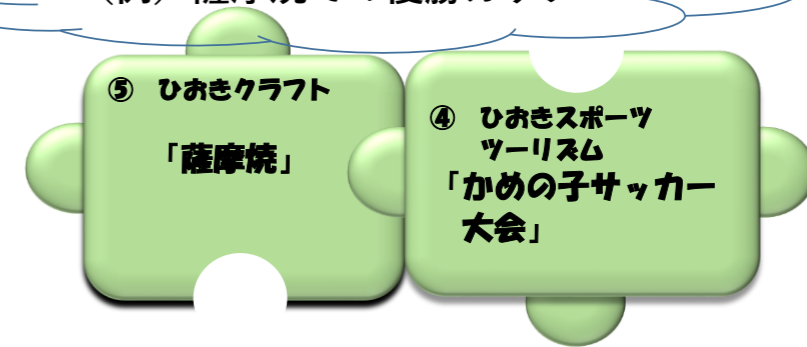 ⑤ ひおきクラフト
「薩摩焼」
④ ひおきスポーツ
ツーリズム
「かめの子サッカー
大会」